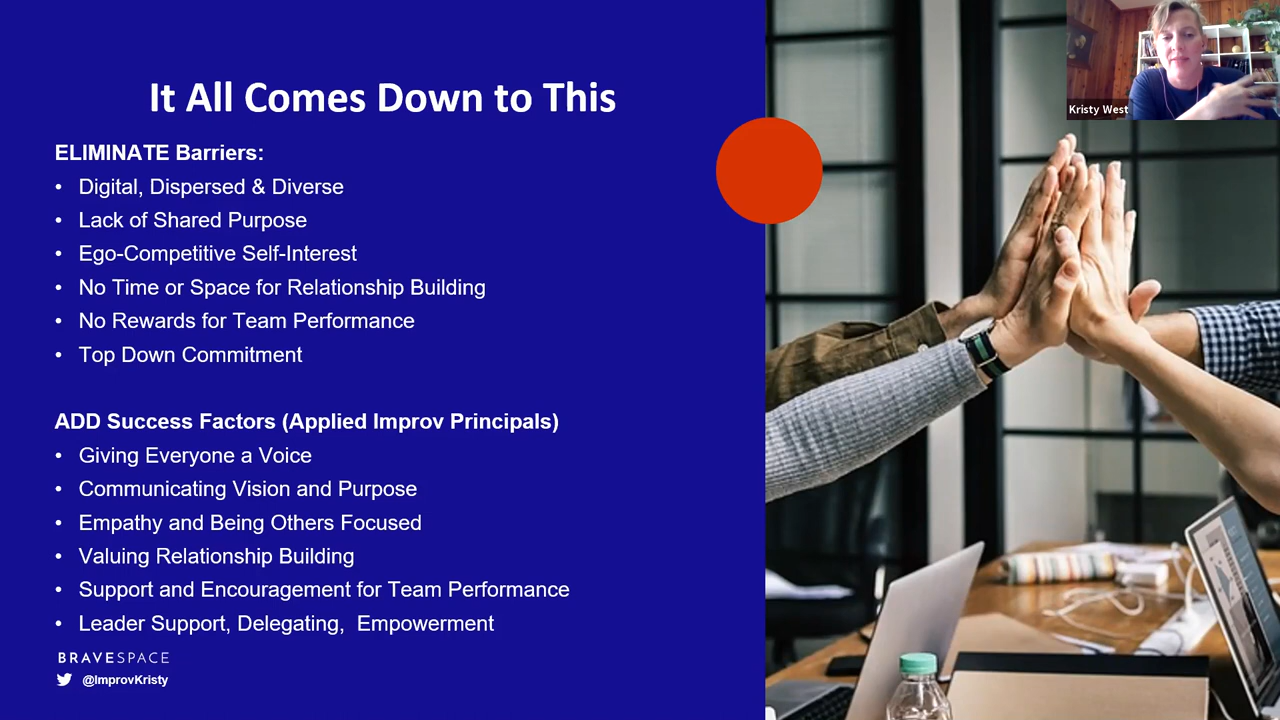 It All Comes Down to This
ELIMINATE Barriers:
• Digital, Dispersed & Diverse
• Lack of Shared Purpose
• Ego-Competitive Self-Interest
• No Time or Space for Relationship Building
• No Rewards for Team Performance
• Top Down Commitment
ADD Success Factors (Applied Improv Principals)
• Giving Everyone a Voice
• Communicating Vision and Purpose
• Empathy and Being Others Focused
• Valuing Relationship Building
• Support and Encouragement for Team Performance
• Leader Support, Delegating, Empowerment
BRAVESPACE
@ImprovKristy
Kristy West